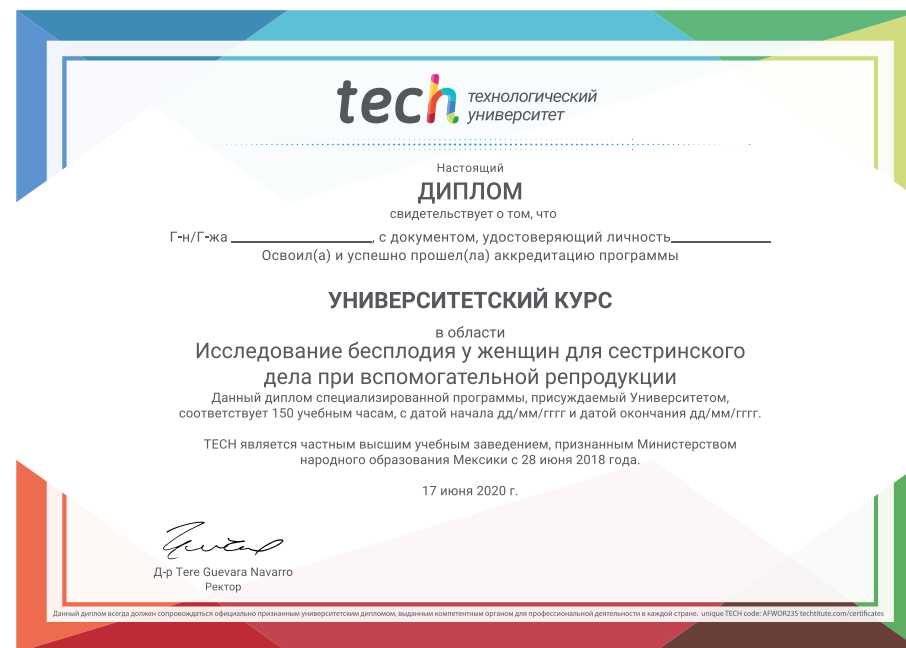 tech технологический
университет
Настоящий
ДИПЛОМ
свидетельствует о том, что
Г-н/Г-жа , с документом, удостоверяющий личность
Освоил(а) и успешно прошел(ла) аккредитацию программы
УНИВЕРСИТЕТСКИЙ КУРС
в области
Исследование бесплодия у женщин для сестринского
дела при вспомогательной репродукции
Данный диплом специализированной программы, присуждаемый Университетом,
соответствует 150 учебным часам, с датой начала дд/мм/гггг и датой окончания дд/мм/гггг.
TECH является частным высшим учебным заведением, признанным Министерством
народного образования Мексики с 28 июня 2018 года.
17 июня 2020 г.
Д-р Tere Guevara Navarro
Ректор
Данный диплом всегда должен сопровождаться официально признанным университетским дипломом, выданным компетентным органом для профессиональной деятельности в каждой стране. unique TECH code: AFWOR23S techtitute.com/certificates